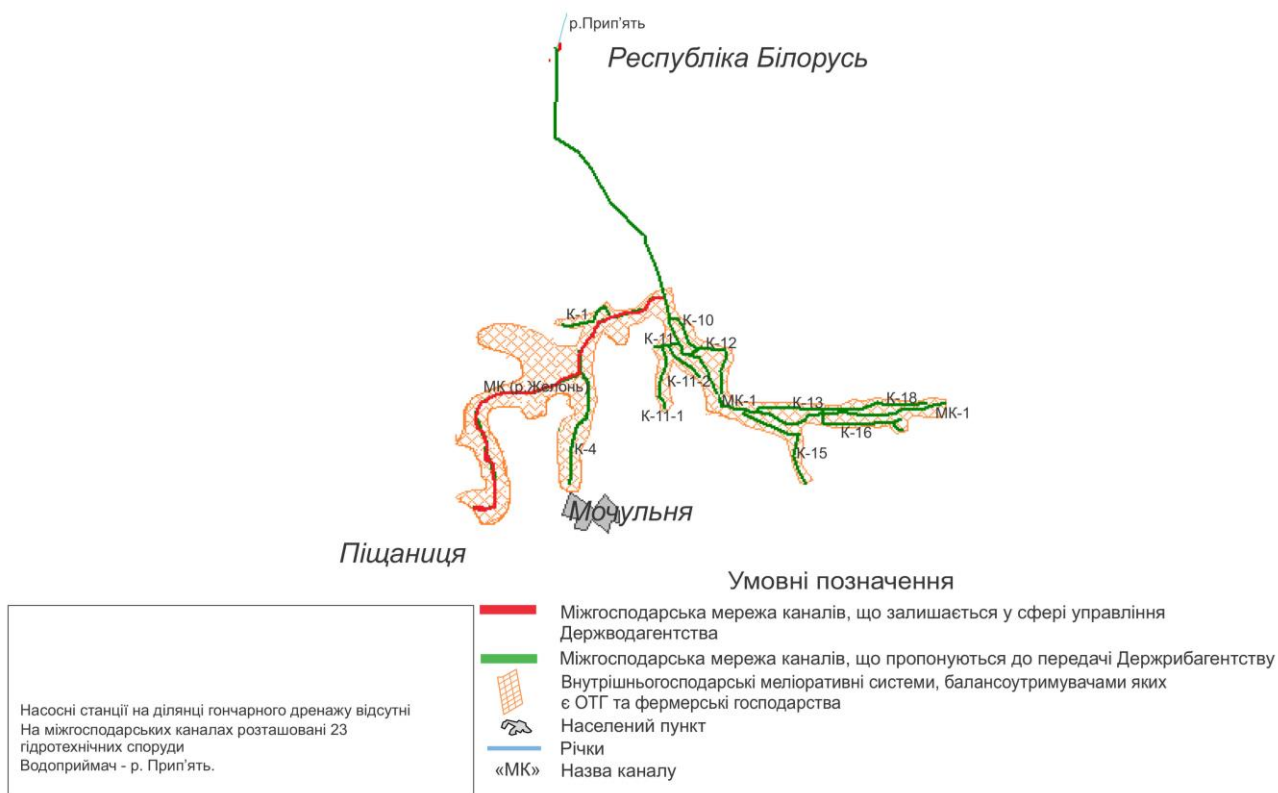 р.Прип'ять
Республіка Білорусь
К-1
К-10
К-11
К-12
МК (р.Желонь
К-11-2
К-11-1
МК-1
К-13
К-18
МК-1
К-16
К-4
К-15
Мочульня
Піщаниця
Умовні позначення
Міжгосподарська мережа каналів, що залишається у сфері управління
Держводагентства
Міжгосподарська мережа каналів, що пропонуються до передачі Держрибагентству
Внутрішньогосподарські меліоративні системи, балансоутримувачами яких
є ОТГ та фермерські господарства
Населений пункт
Річки
«МК» Назва каналу
Насосні станції на ділянці гончарного дренажу відсутні
На міжгосподарських каналах розташовані 23
гідротехнічних споруди
Водоприймач - р. Прип'ять.